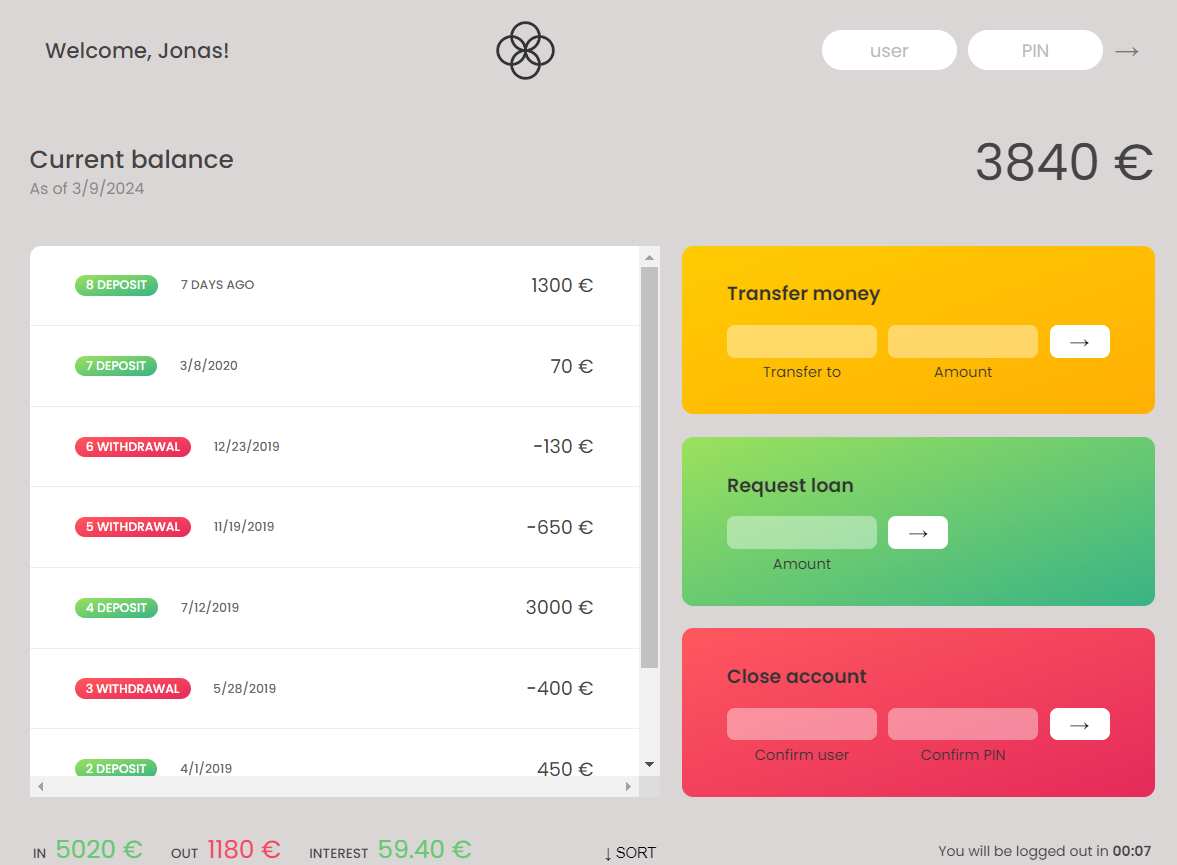 Welcome, Jonas!
user
PIN
→
Current balance
As of 3/9/2024
3840 €
8 DEPOSIT 7 DAYS AGO 1300 €
7 DEPOSIT 3/8/2020 70 €
6 WITHDRAWAL 12/23/2019 -130 €
5 WITHDRAWAL 11/19/2019 -650 €
4 DEPOSIT 7/12/2019 3000 €
3 WITHDRAWAL 5/28/2019 -400 €
2 DEPOSIT 4/1/2019 450 €
Transfer money
→
Transfer to Amount
Request loan
→
Amount
Close account
→
Confirm user Confirm PIN
IN 5020 € OUT 1180 € INTEREST 59.40 € ↓ SORT
You will be logged out in 00:07